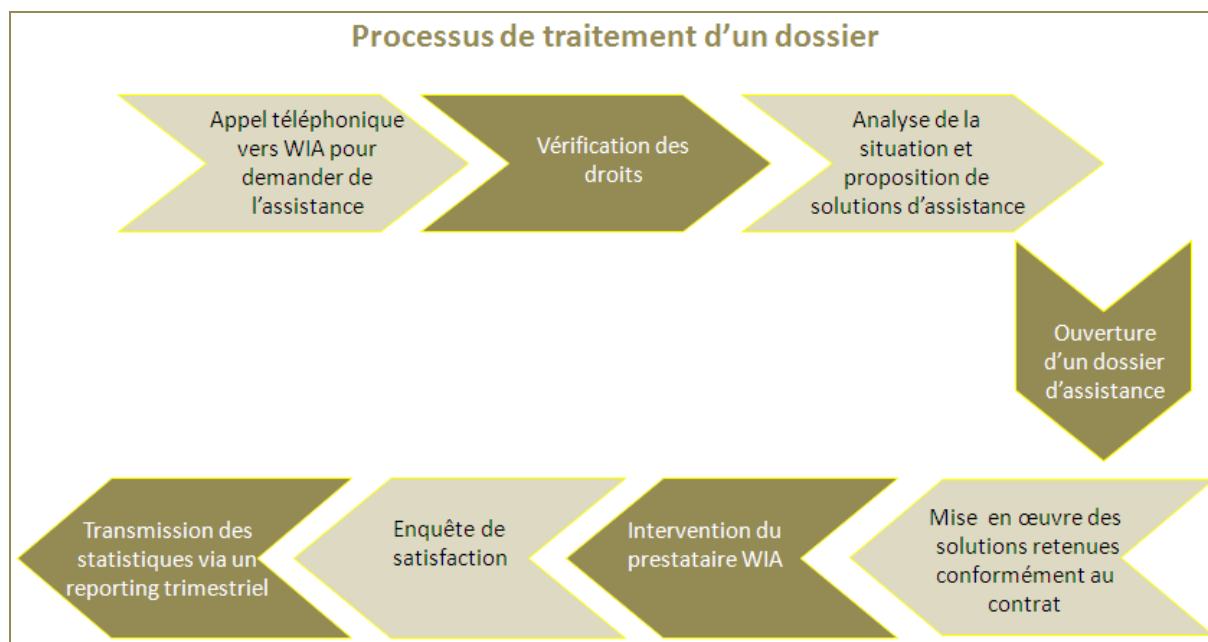 Processus de traitement d’un dossier
Appel téléphonique
vers WIA pour
demander de
l’assistance
Vérification des
droits
Analyse de la
situation et
proposition de
solutions d’assistance
Ouverture
d’un dossier
d’assistance
Mise en œuvre des
solutions retenues
conformément au
contrat
Intervention du
prestataire WIA
Enquête de
satisfaction
Transmission des
statistiques via un
reporting trimestriel